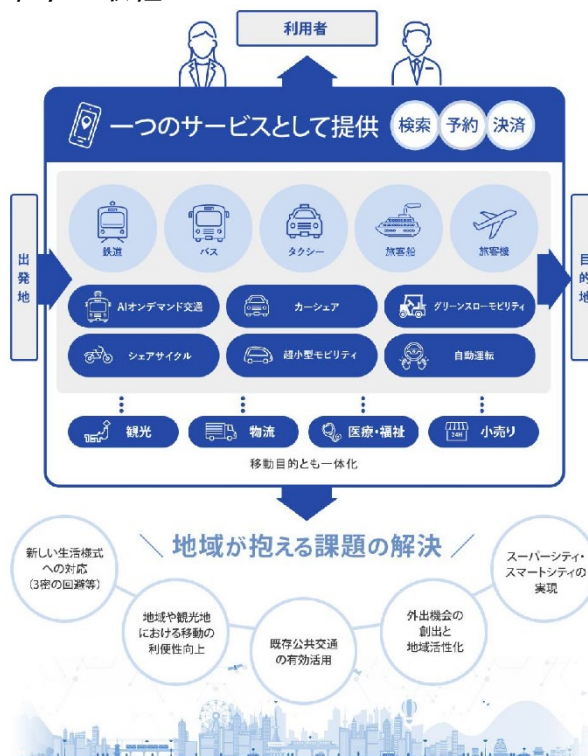 利用者
一つのサービスとして提供 検索 予約 決済
出発地
目的地
鉄道 バス タクシー 旅客船 旅客機
AIオンデマンド交通 カーシェア グリーンスローモビリティ
シェアサイクル 超小型モビリティ 自動運転
観光 物流 医療・福祉 24H 小売り
移動目的とも一体化
地域が抱える課題の解決
新しい生活様式
への対応
(3密の回避等)
地域や観光地
における移動の
利便性向上
既存公共交通
の有効活用
外出機会の
創出と
地域活性化
スーパーシティ・
スマートシティの
実現